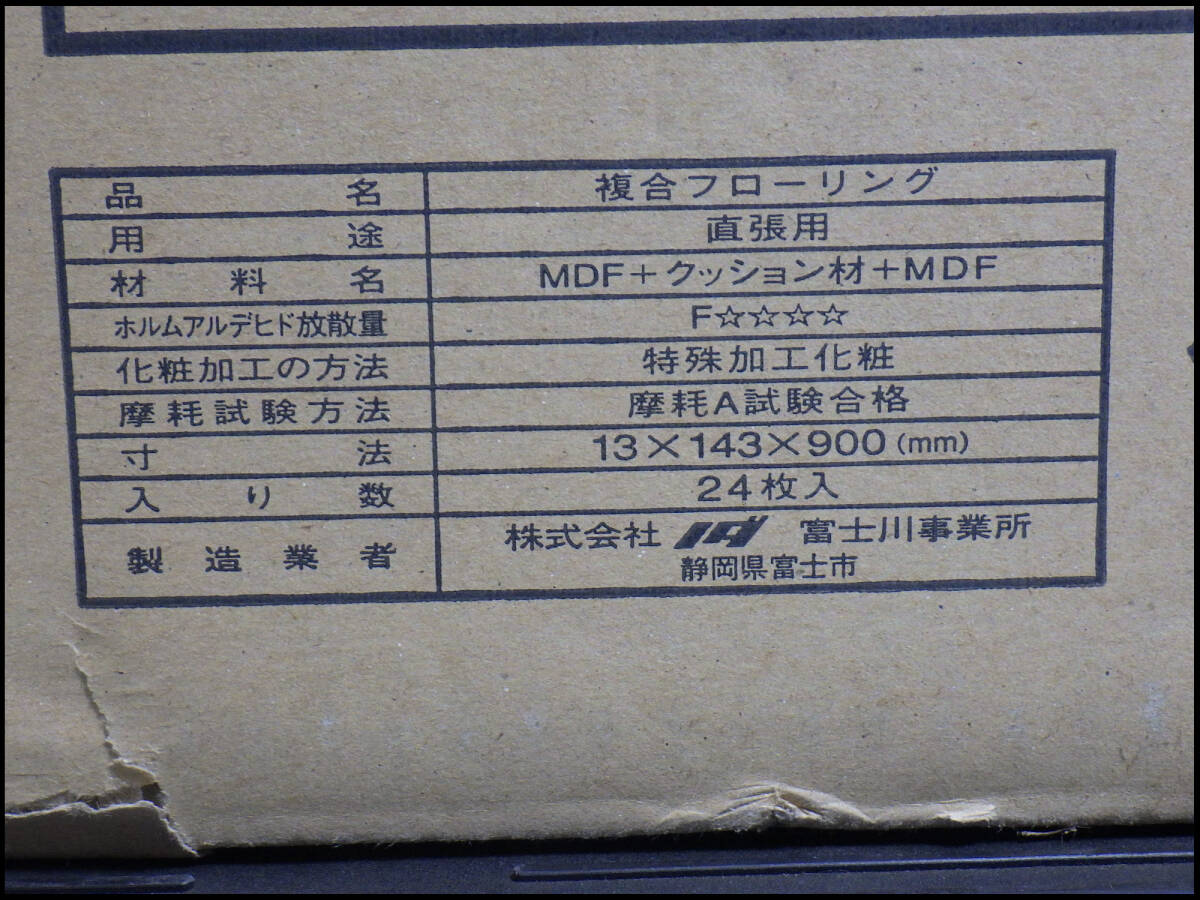 品名 複合フローリング
用途 直張用
材料名 MDF＋クッション材＋MDF
ホルムアルデヒド放散量 F☆☆☆☆
化粧加工の方法 特殊加工化粧
摩耗試験方法 摩耗A試験合格
寸法 13×143×900(mm)
入り数 24枚入
製造業者 株式会社 ノダ 富士川事業所
静岡県富士市